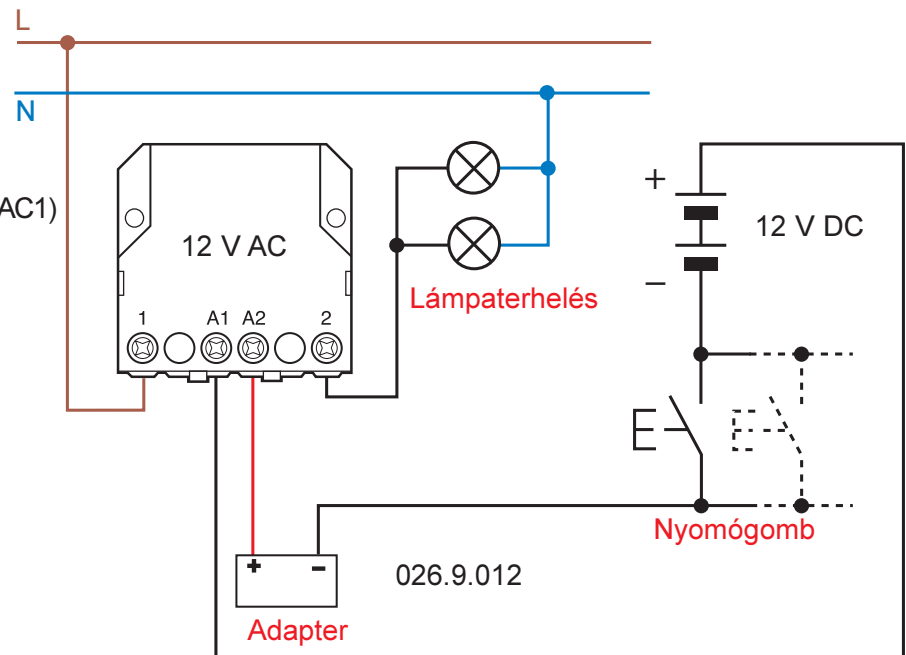 L
N
AC1)
12 V AC
1 A1 A2 2
Lámpaterhelés
+
12 V DC
–
Nyomógomb
+ –
026.9.012
Adapter